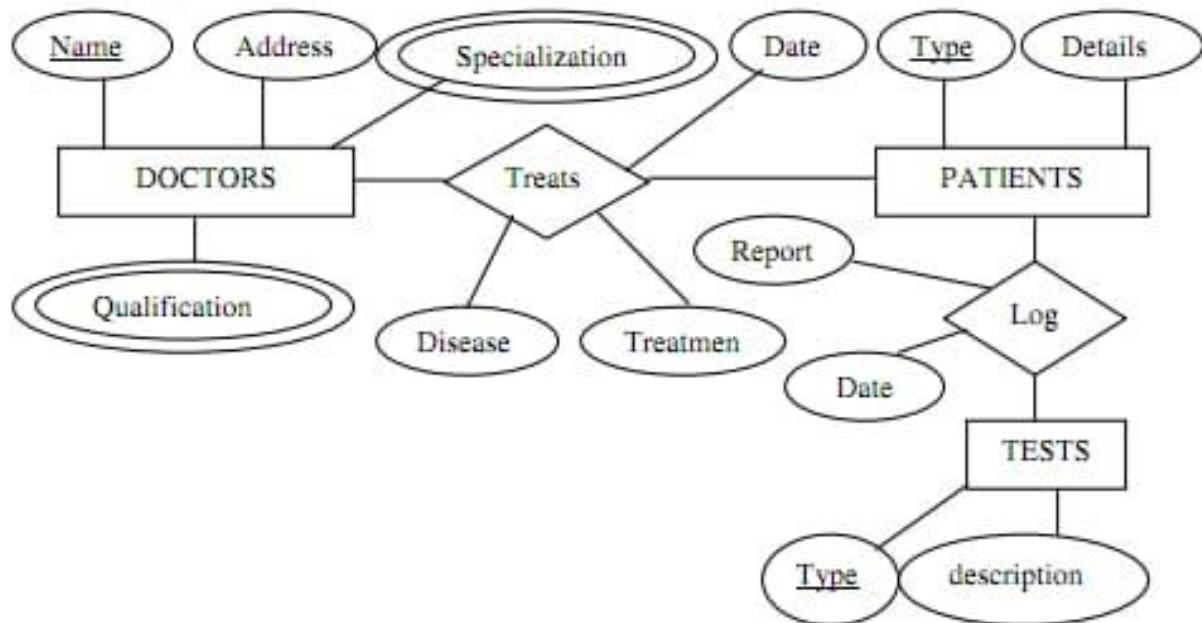 Name
Address
Specialization
Date
Type
Details
DOCTORS
Treats
PATIENTS
Report
Qualification
Log
Disease
Treatmen
Date
TESTS
Type
description